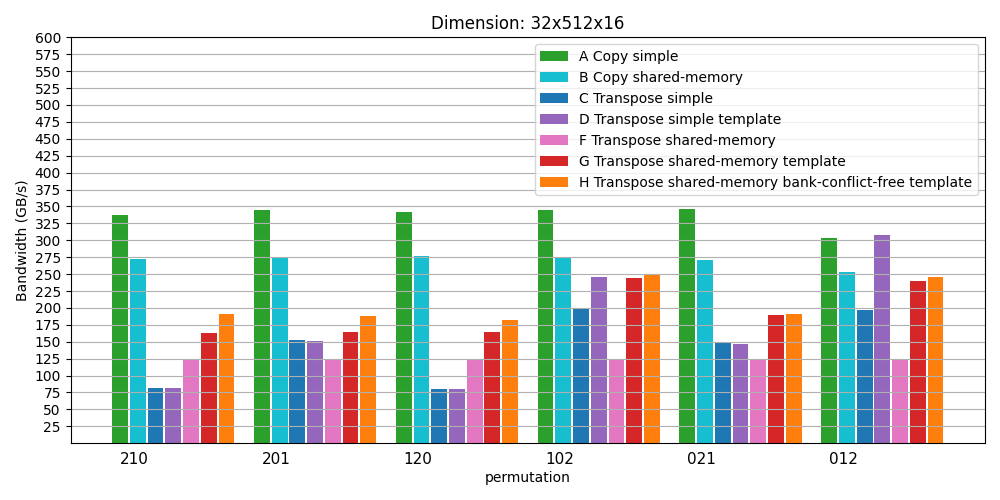 Dimension: 32x512x16
600
575
550
525
500
475
450
425
400
375
350
325
300
275
250
225
200
175
150
125
100
75
50
25
Bandwidth (GB/s)
A Copy simple
B Copy shared-memory
C Transpose simple
D Transpose simple template
F Transpose shared-memory
G Transpose shared-memory template
H Transpose shared-memory bank-conflict-free template
210 201 120 102 021 012
permutation